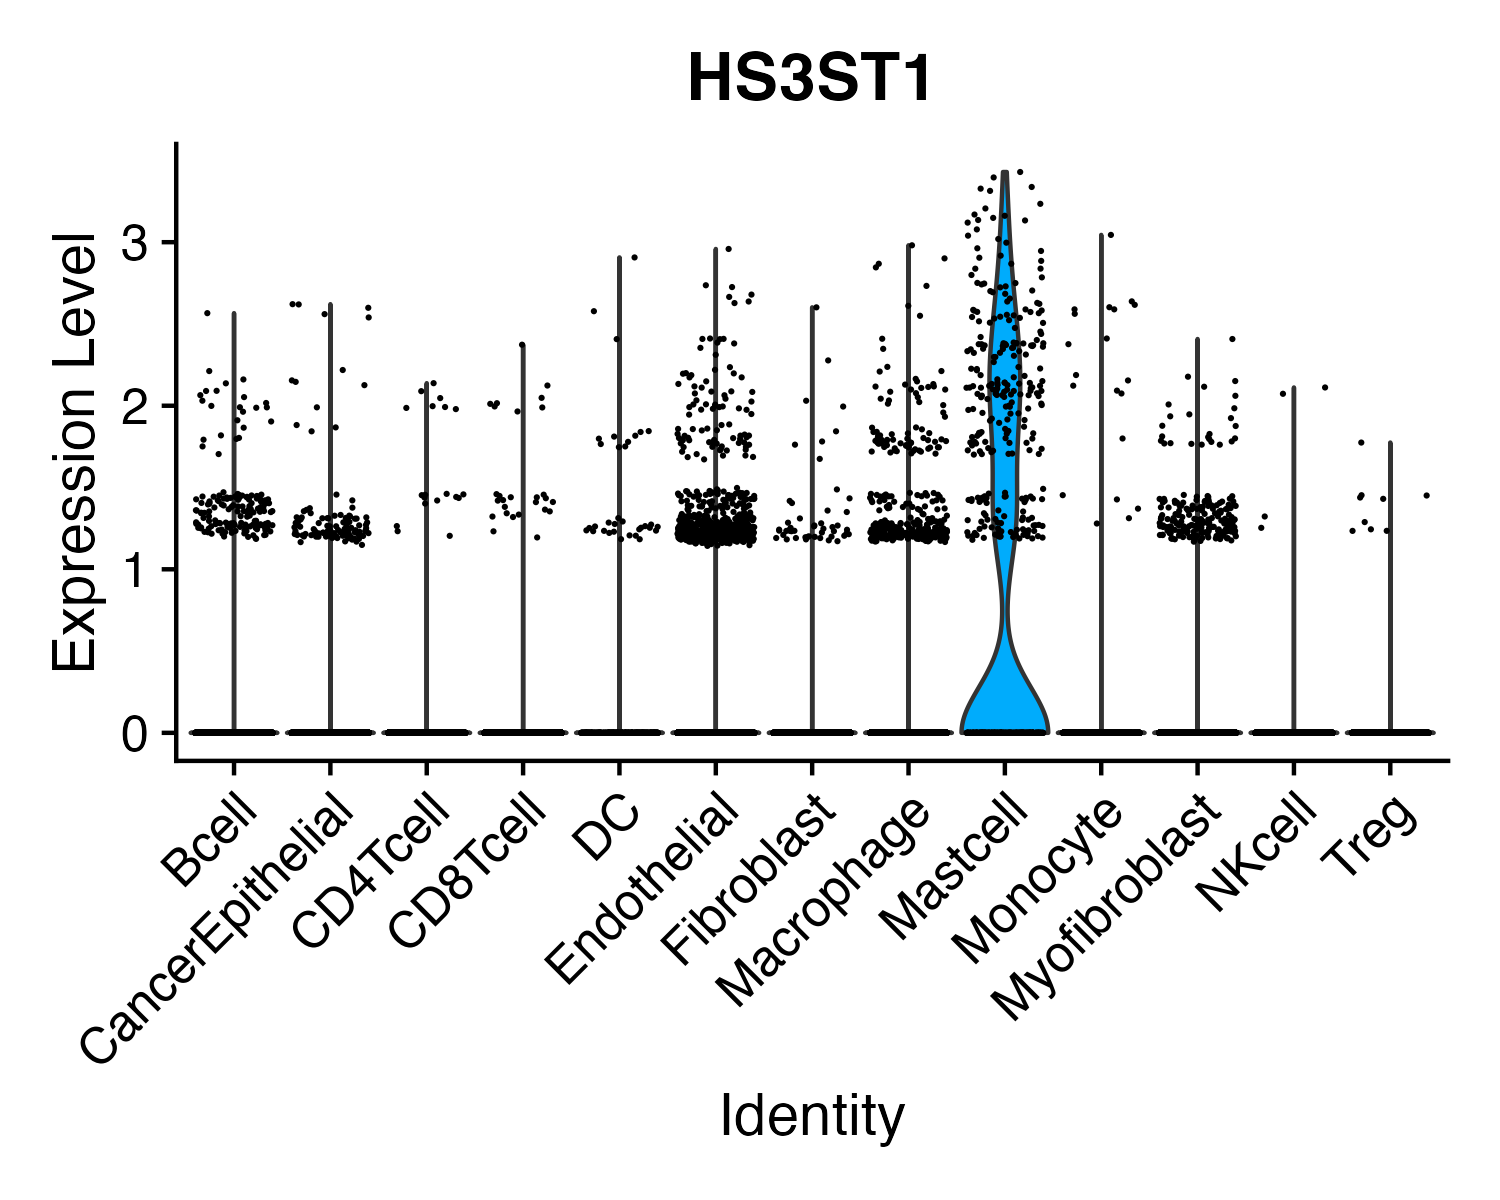 HS3ST1
Expression Level
3
2
1
0
Bcell
CancerEpithelial
CD4Tcell
CD8Tcell
DC
Endothelial
Fibroblast
Macrophage
Mastcell
Monocyte
Myofibroblast
NKcell
Treg
Identity